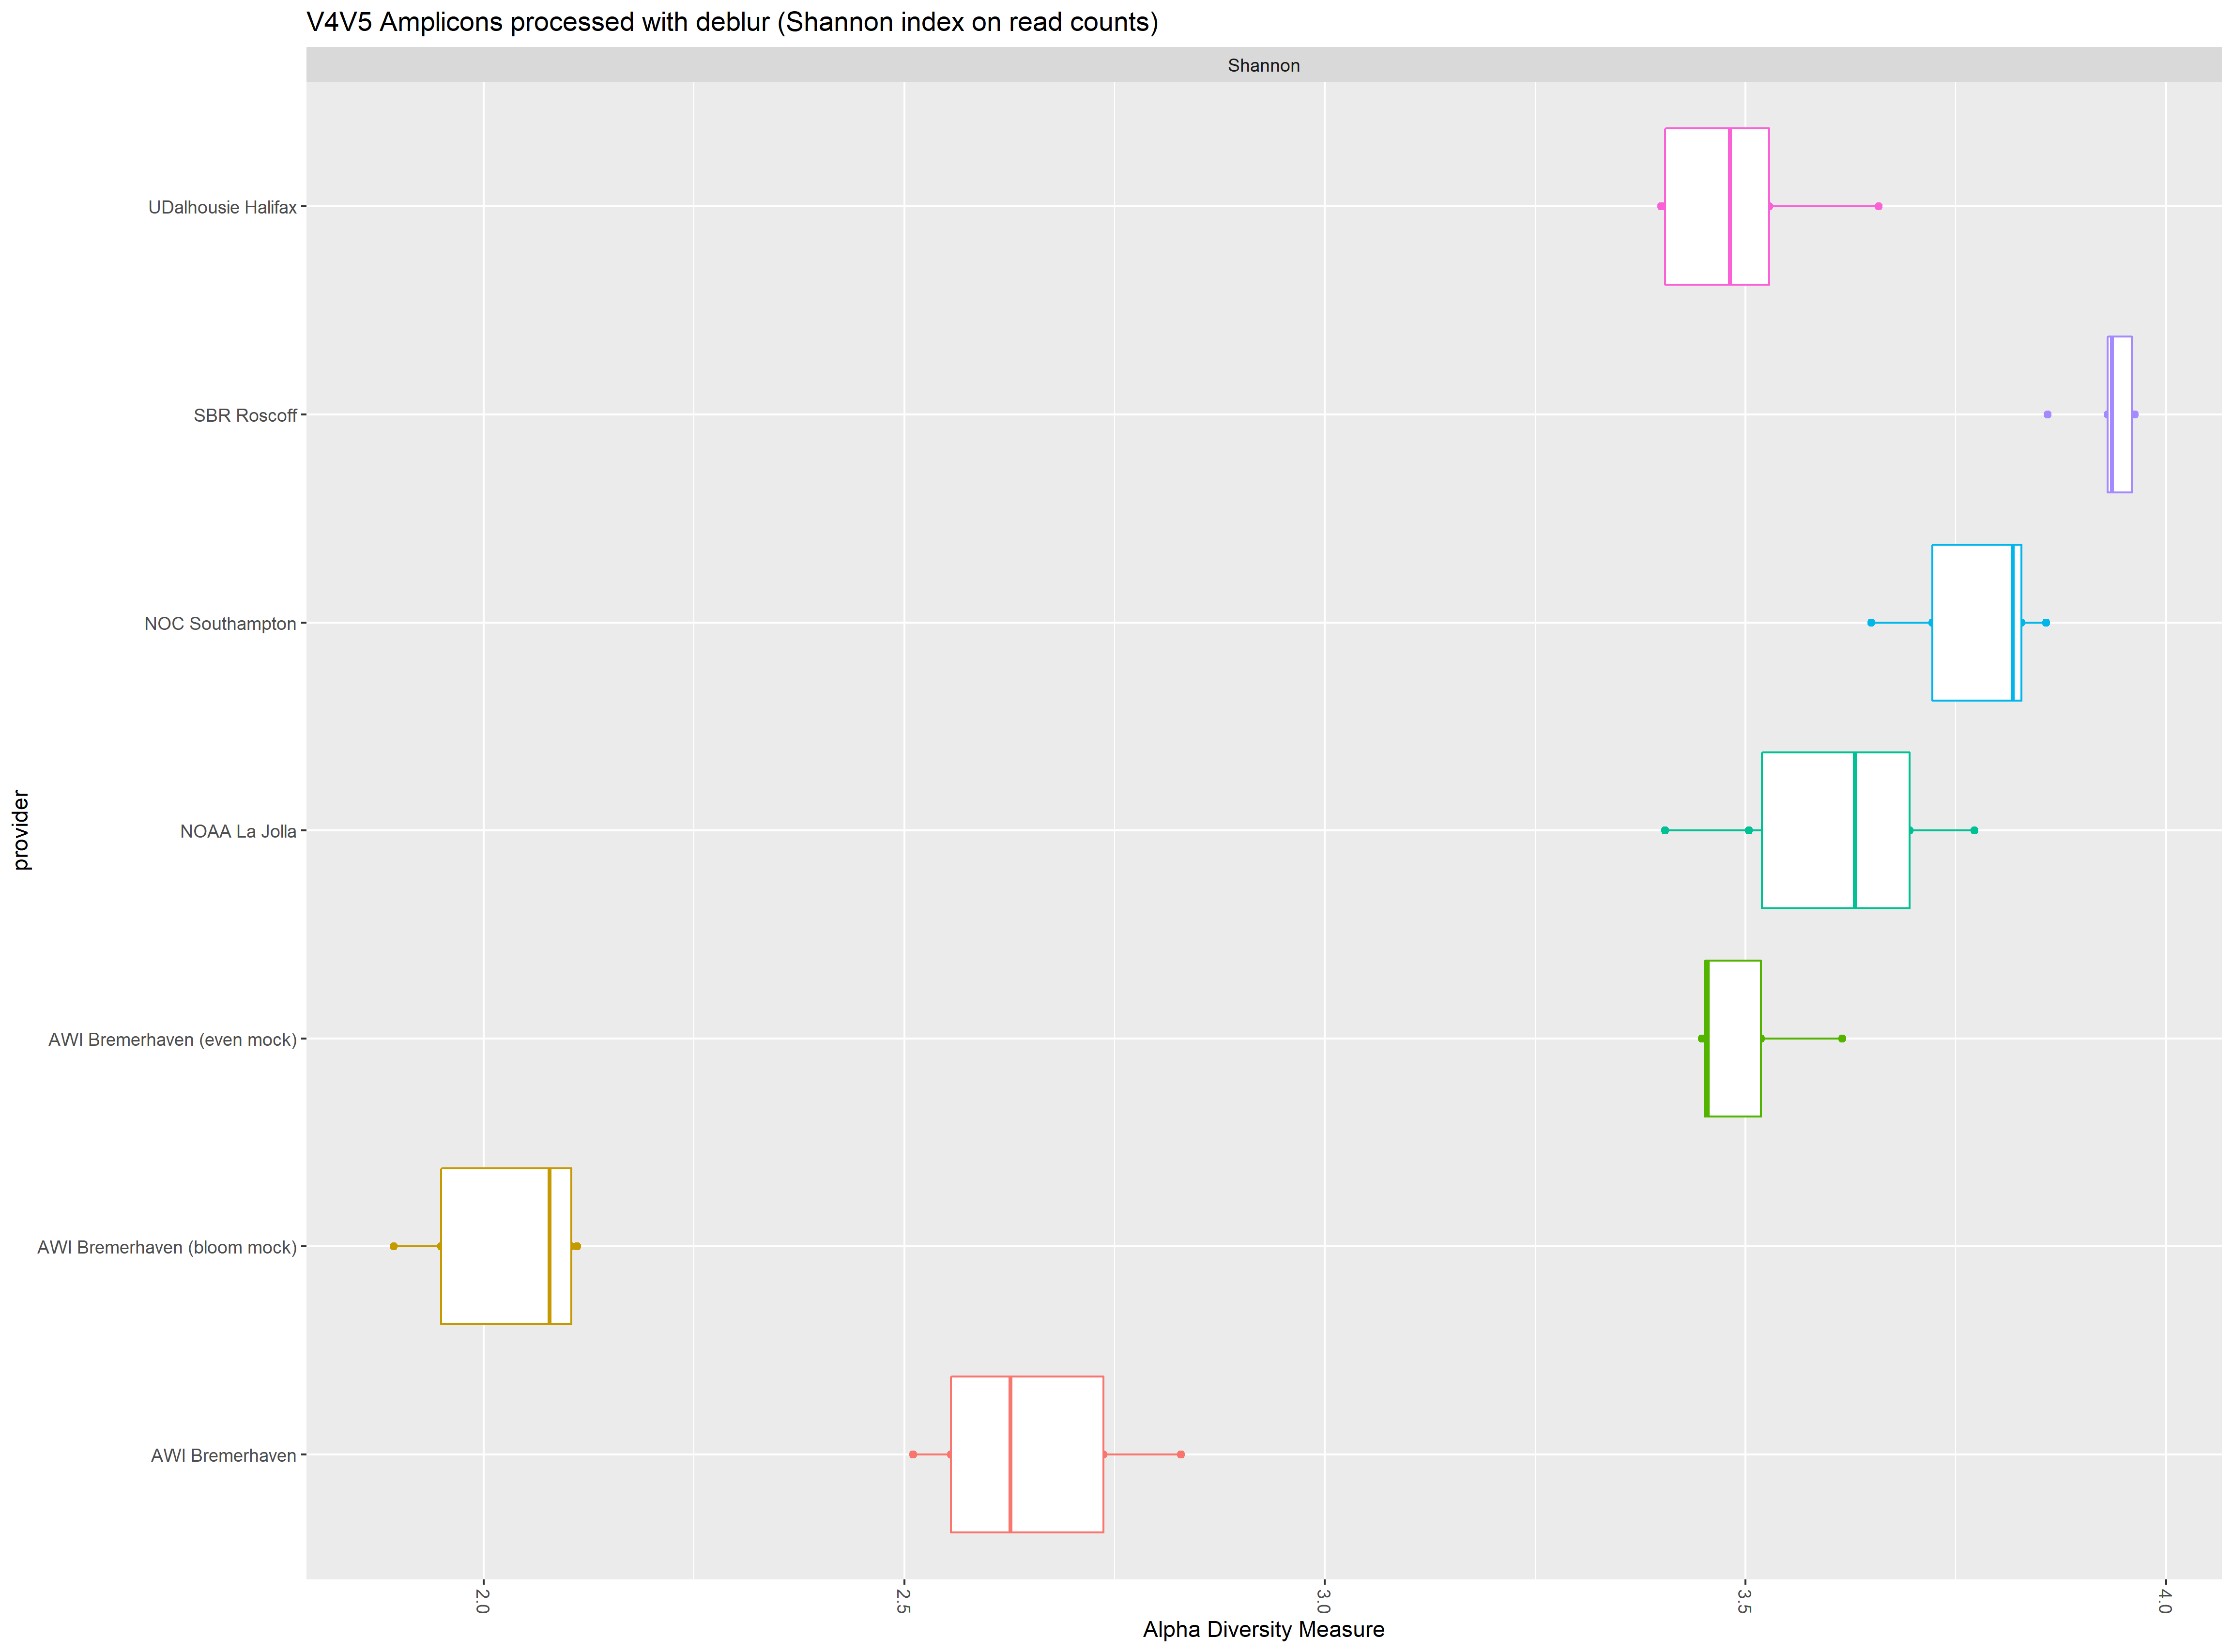 V4V5 Amplicons processed with deblur (Shannon index on read counts)
Shannon
UDalhousie Halifax
SBR Roscoff
NOC Southampton
NOAA La Jolla
AWI Bremerhaven (even mock)
AWI Bremerhaven (bloom mock)
AWI Bremerhaven
provider
2.0
2.5
3.0
3.5
4.0
Alpha Diversity Measure